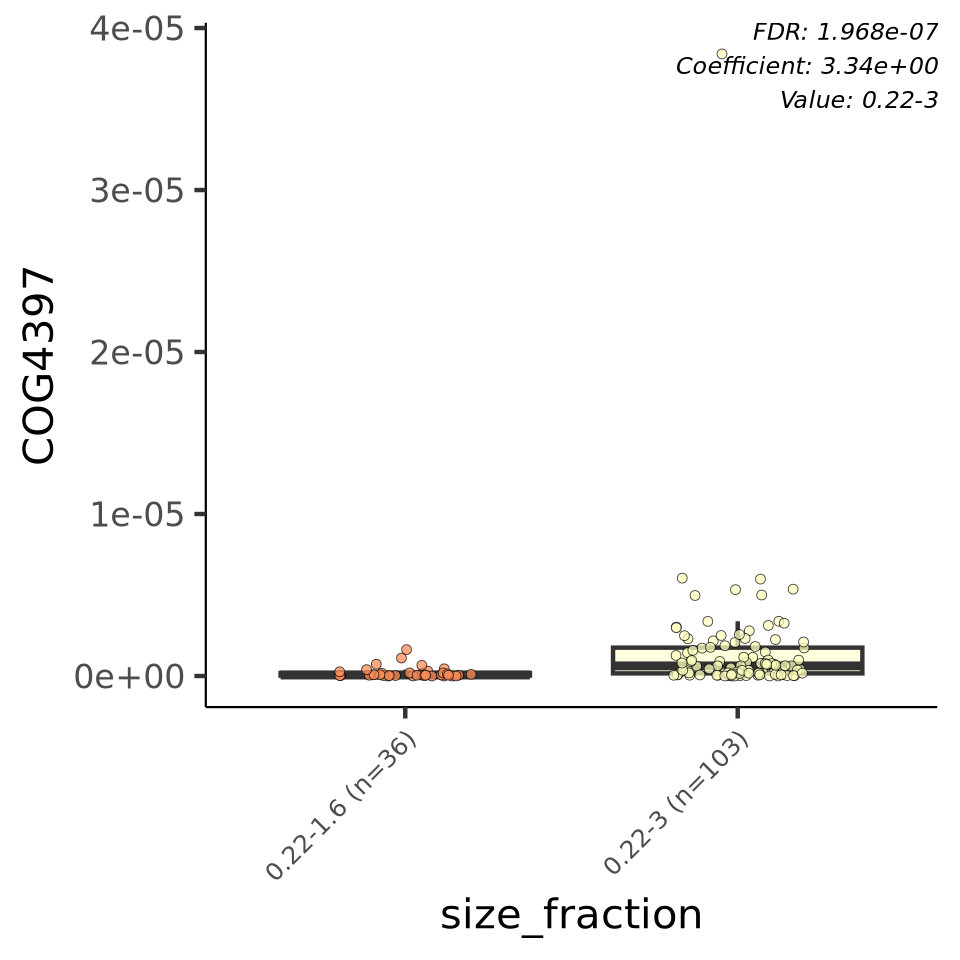 FDR: 1.968e-07
Coefficient: 3.34e+00
Value: 0.22-3
4e-05
3e-05
2e-05
1e-05
0e+00
COG4397
0.22-1.6 (n=36)
0.22-3 (n=103)
size_fraction